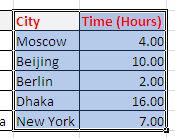 City Time (Hours)
Moscow 4.00
Beijing 10.00
Berlin 2.00
Dhaka 16.00
a New York 7.00